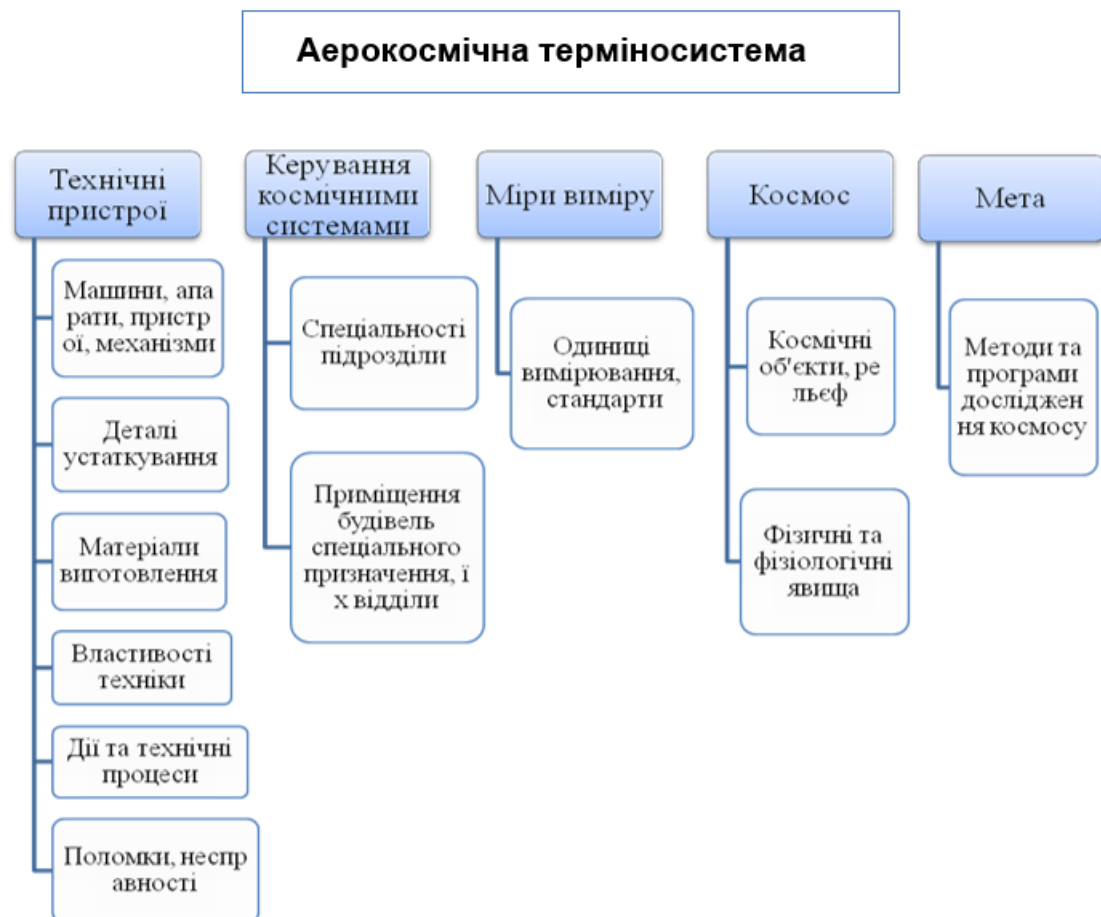 Аерокосмічна терміносистема
Технічні
пристрої
Машини, апа
рати, пристр
ої, механізми
Деталі
устаткування
Матеріали
виготовлення
Властивості
техніки
Дії та технічні
процеси
Поломки, неспр
авності
Керування
космічними
системами
Спеціальності
підрозділи
Приміщення
будівель
спеціального
призначення, ї
х відділи
Міри виміру
Одиниці
вимірювання,
стандарти
Космос
Космічні
об'єкти, ре
льєф
Фізичні та
фізіологічні
явища
Мета
Методи та
програми
досліджен
ня космосу